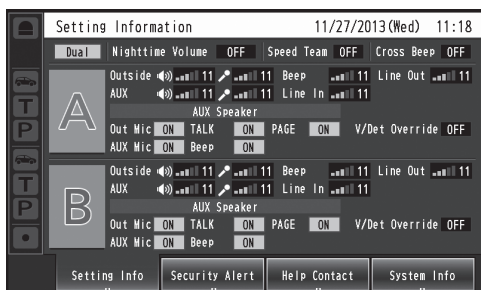 Setting Information 11/27/2013(Wed) 11:18
Dual Nighttime Volume OFF Speed Team OFF Cross Beep OFF
A
Outside 11 11 Beep 11 Line Out 11
AUX 11 11 Line In 11
AUX Speaker
Out Mic ON TALK ON PAGE ON V/Det Override OFF
AUX Mic ON Beep ON
B
Outside 11 11 Beep 11 Line Out 11
AUX 11 11 Line In 11
AUX Speaker
Out Mic ON TALK ON PAGE ON V/Det Override OFF
AUX Mic ON Beep ON
T
P
T
P
Setting Info Security Alert Help Contact System Info